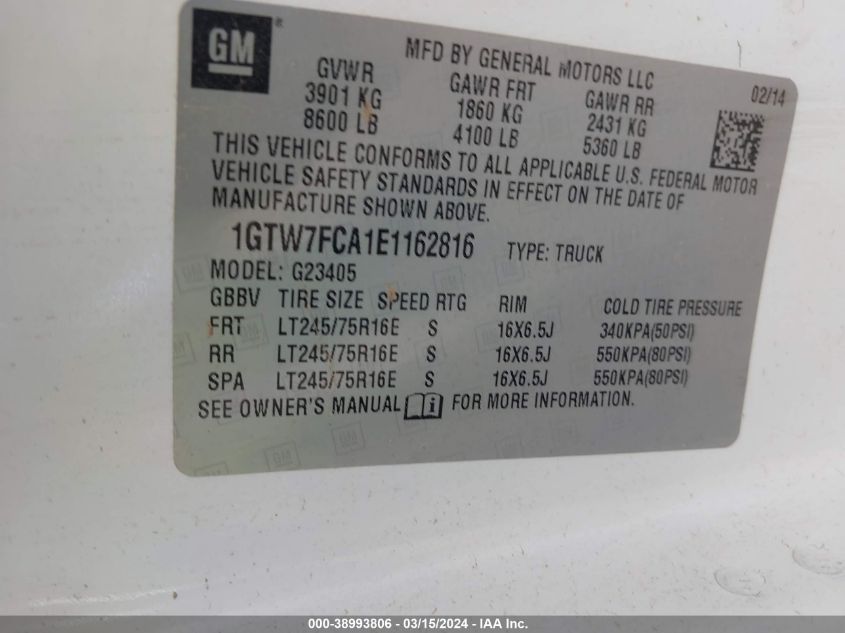 GM ®
MFD BY GENERAL MOTORS LLC
GVWR GAWR FRT GAWR RR 02/14
3901 KG 1860 KG 2431 KG
8600 LB 4100 LB 5360 LB
THIS VEHICLE CONFORMS TO ALL APPLICABLE U.S. FEDERAL MOTOR
VEHICLE SAFETY STANDARDS IN EFFECT ON THE DATE OF
MANUFACTURE SHOWN ABOVE.
1GTW7FCA1E1162816 TYPE: TRUCK
MODEL: G23405
GBBV TIRE SIZE SPEED RTG RIM COLD TIRE PRESSURE
FRT LT245/75R16E S 16X6.5J 340KPA(50PSI)
RR LT245/75R16E S 16X6.5J 550KPA(80PSI)
SPA LT245/75R16E S 16X6.5J 550KPA(80PSI)
SEE OWNER'S MANUAL i FOR MORE INFORMATION.
GM GM GM
000-38993806 - 03/15/2024 - IAA Inc.